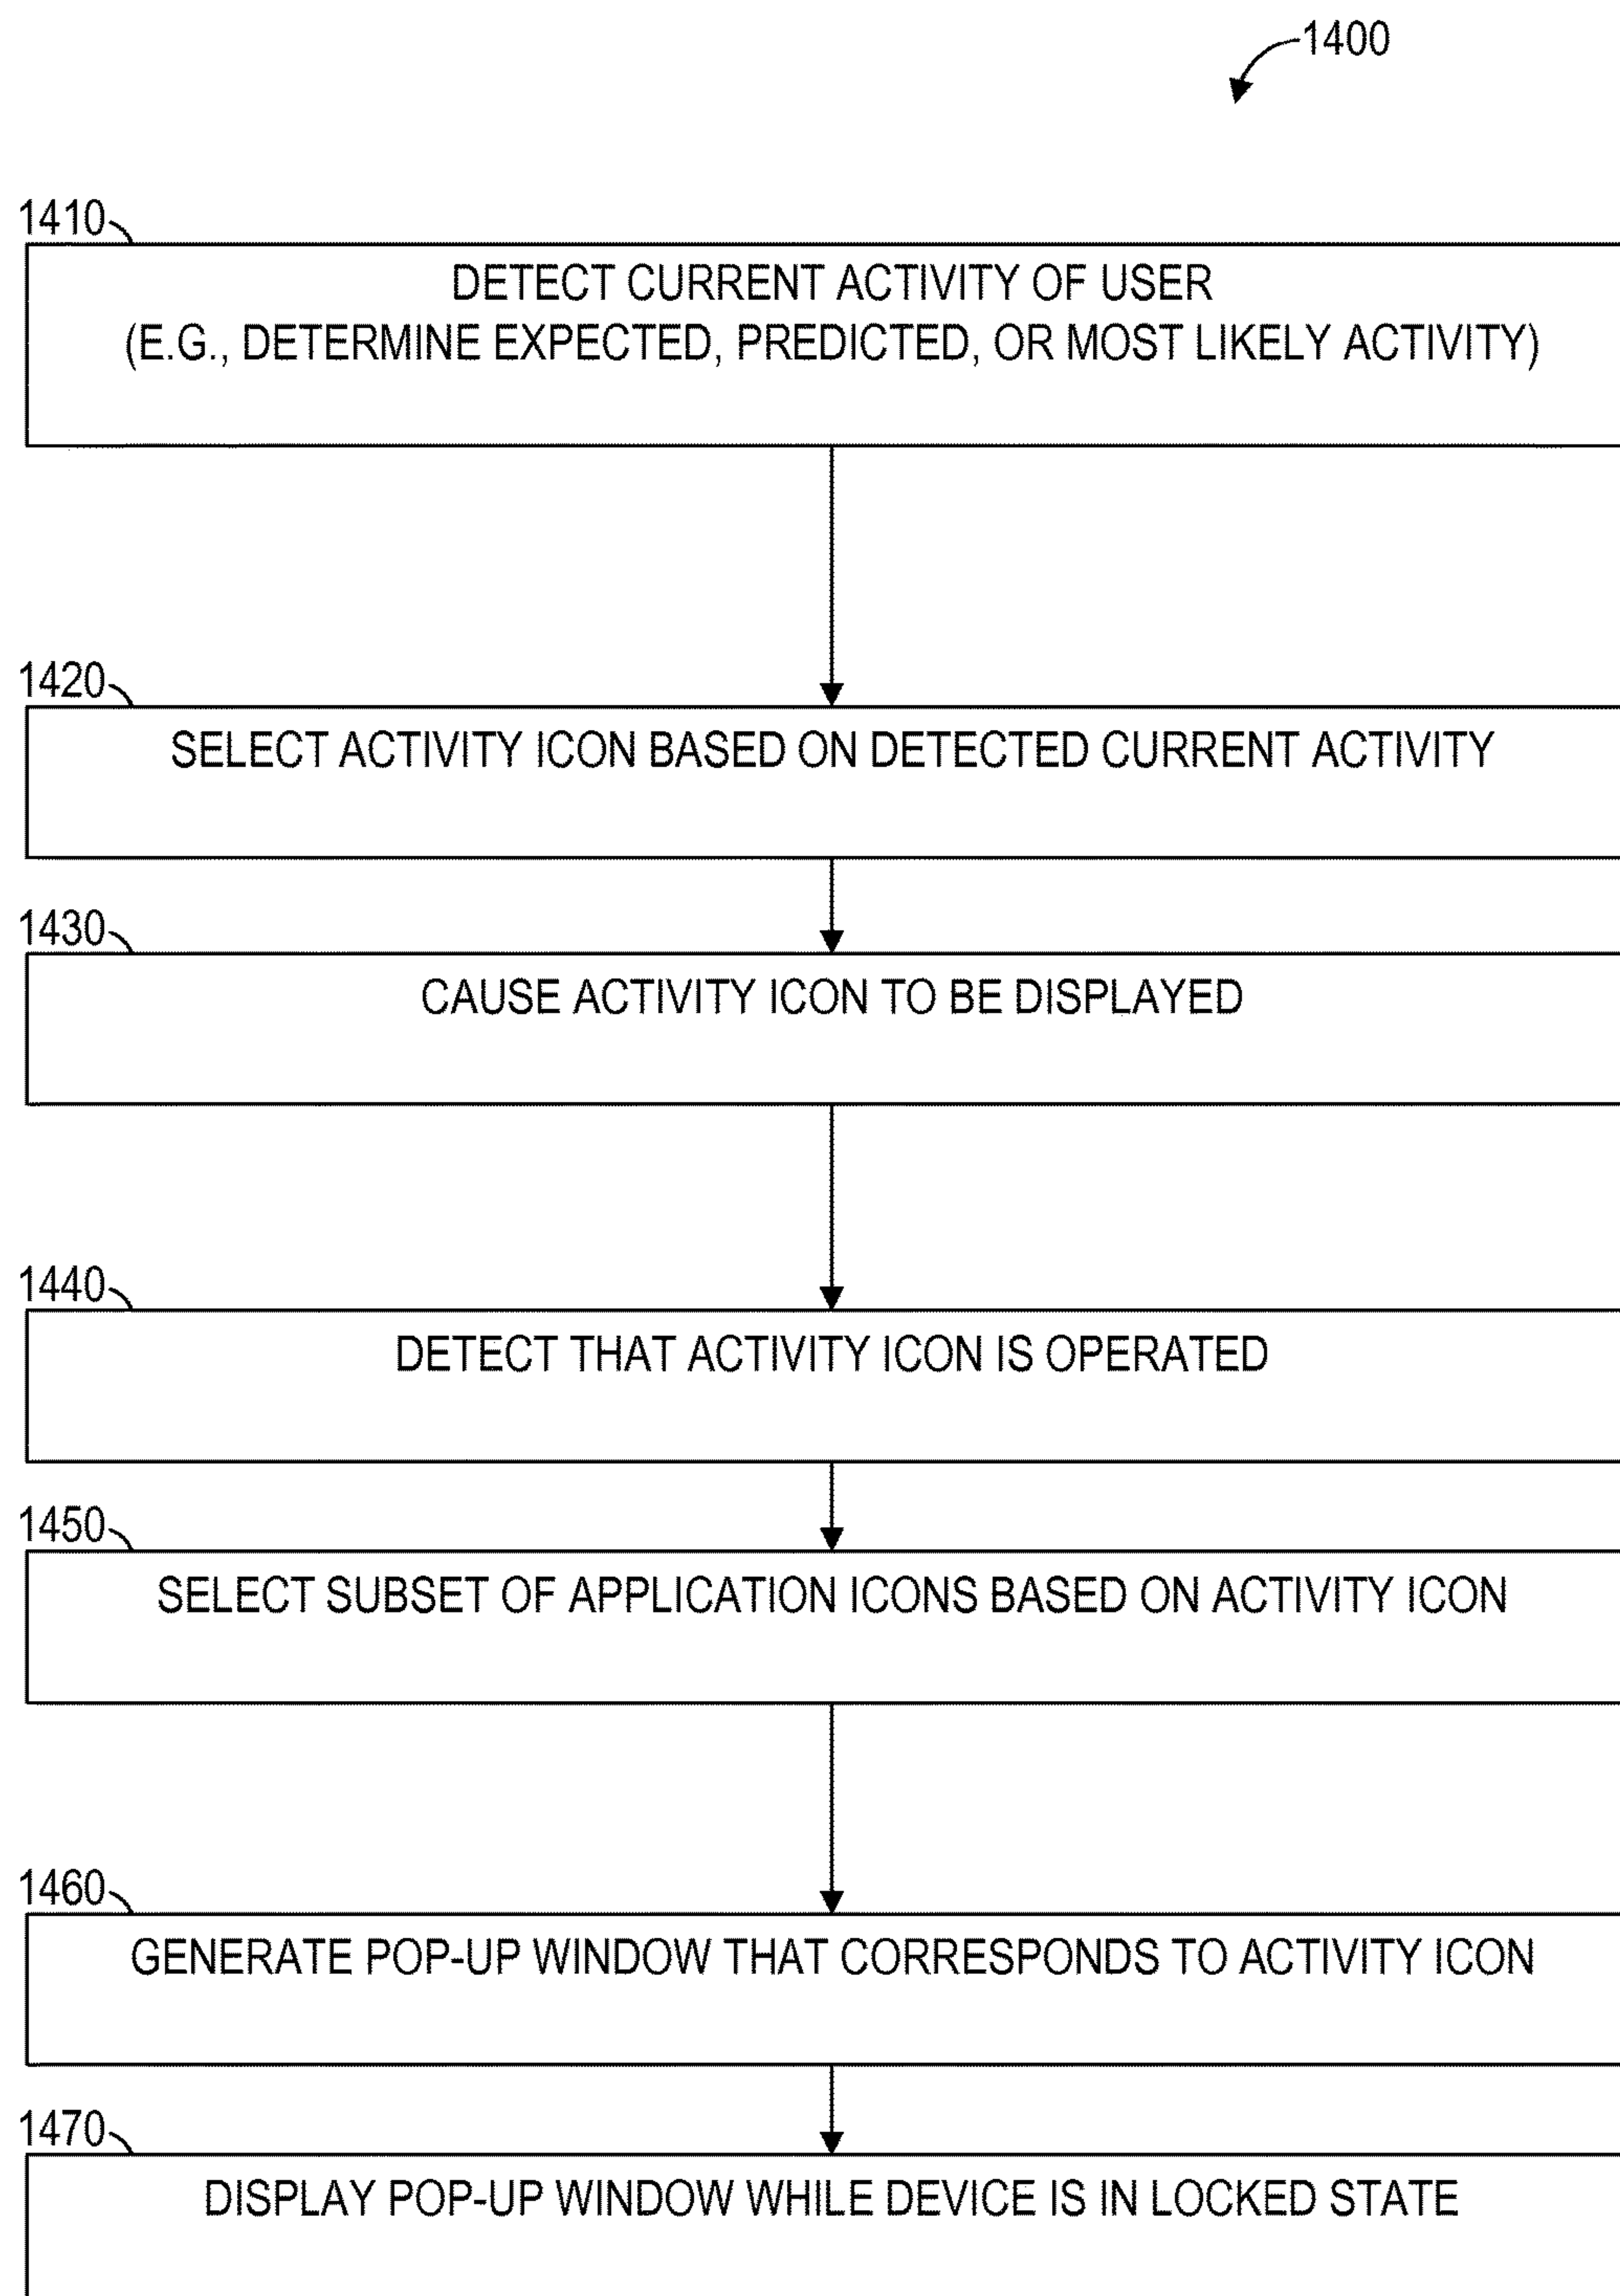 1400
1410
DETECT CURRENT ACTIVITY OF USER
(E.G., DETERMINE EXPECTED, PREDICTED, OR MOST LIKELY ACTIVITY)
1420
SELECT ACTIVITY ICON BASED ON DETECTED CURRENT ACTIVITY
1430
CAUSE ACTIVITY ICON TO BE DISPLAYED
1440
DETECT THAT ACTIVITY ICON IS OPERATED
1450
SELECT SUBSET OF APPLICATION ICONS BASED ON ACTIVITY ICON
1460
GENERATE POP-UP WINDOW THAT CORRESPONDS TO ACTIVITY ICON
1470
DISPLAY POP-UP WINDOW WHILE DEVICE IS IN LOCKED STATE